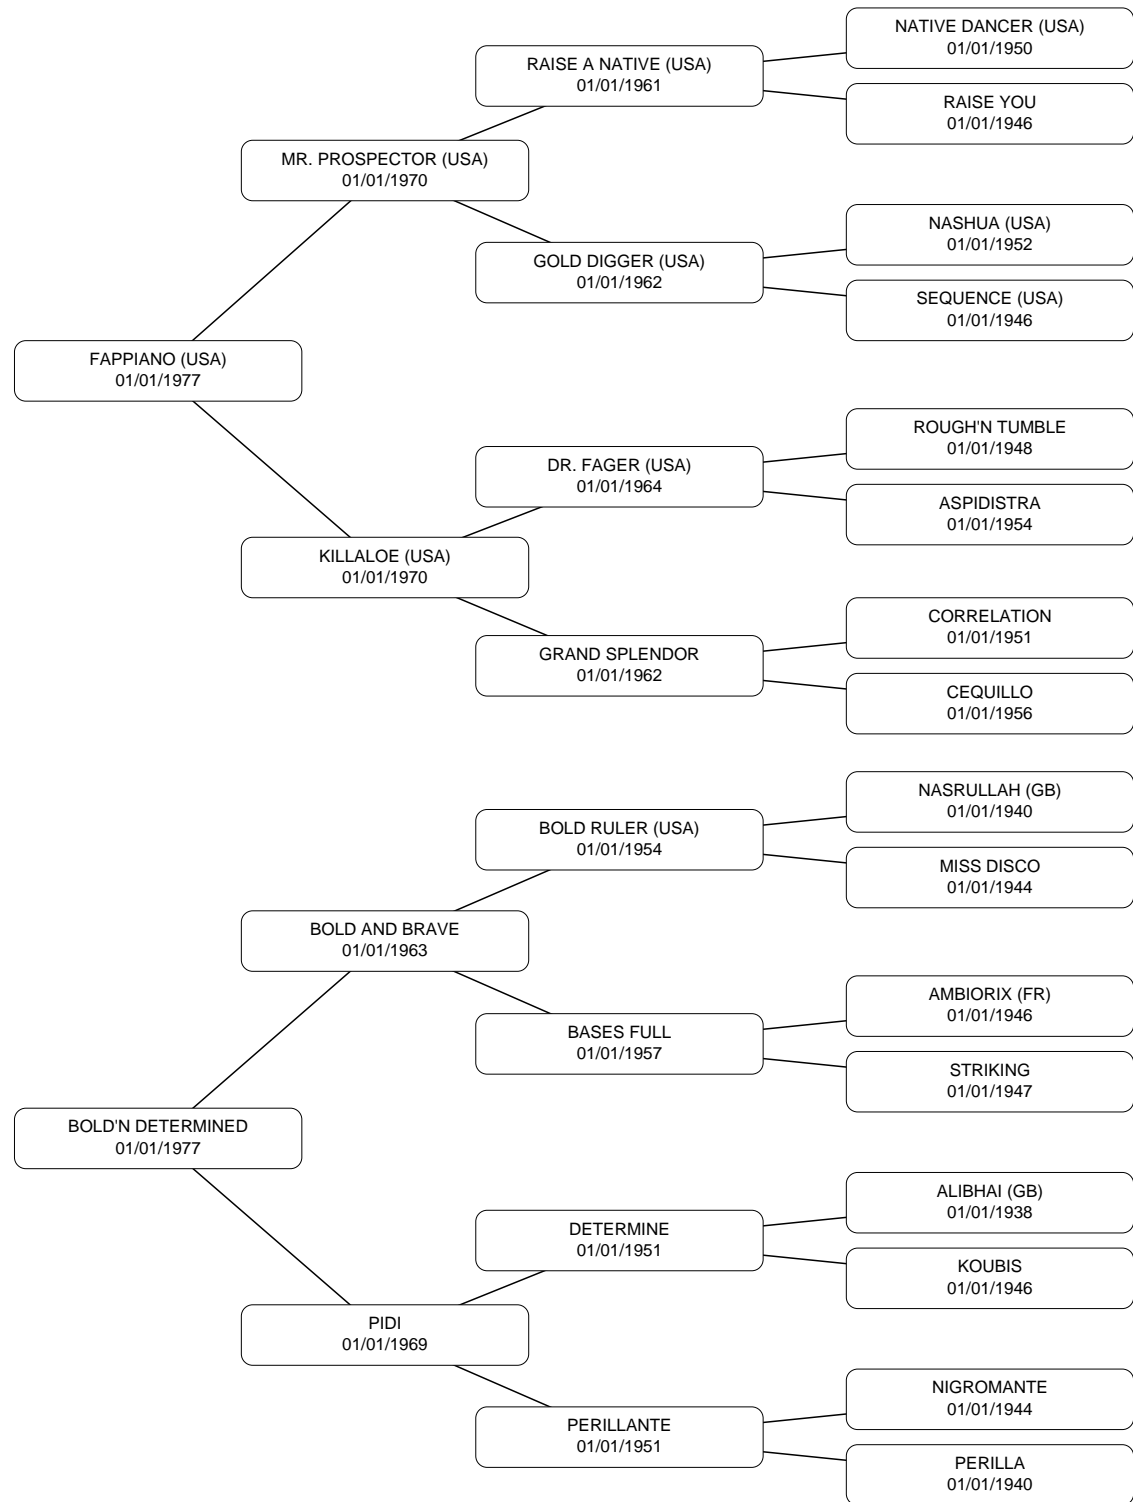 NATIVE DANCER (USA)
01/01/1950
RAISE A NATIVE (USA)
01/01/1961
RAISE YOU
01/01/1946
MR. PROSPECTOR (USA)
01/01/1970
NASHUA (USA)
01/01/1952
GOLD DIGGER (USA)
01/01/1962
SEQUENCE (USA)
01/01/1946
FAPPIANO (USA)
01/01/1977
ROUGH'N TUMBLE
01/01/1948
DR. FAGER (USA)
01/01/1964
ASPIDISTRA
01/01/1954
KILLALOE (USA)
01/01/1970
CORRELATION
01/01/1951
GRAND SPLENDOR
01/01/1962
CEQUILLO
01/01/1956
NASRULLAH (GB)
01/01/1940
BOLD RULER (USA)
01/01/1954
MISS DISCO
01/01/1944
BOLD AND BRAVE
01/01/1963
AMBIORIX (FR)
01/01/1946
BASES FULL
01/01/1957
STRIKING
01/01/1947
BOLD'N DETERMINED
01/01/1977
ALIBHAI (GB)
01/01/1938
DETERMINE
01/01/1951
KOUBIS
01/01/1946
PIDI
01/01/1969
NIGROMANTE
01/01/1944
PERILLANTE
01/01/1951
PERILLA
01/01/1940